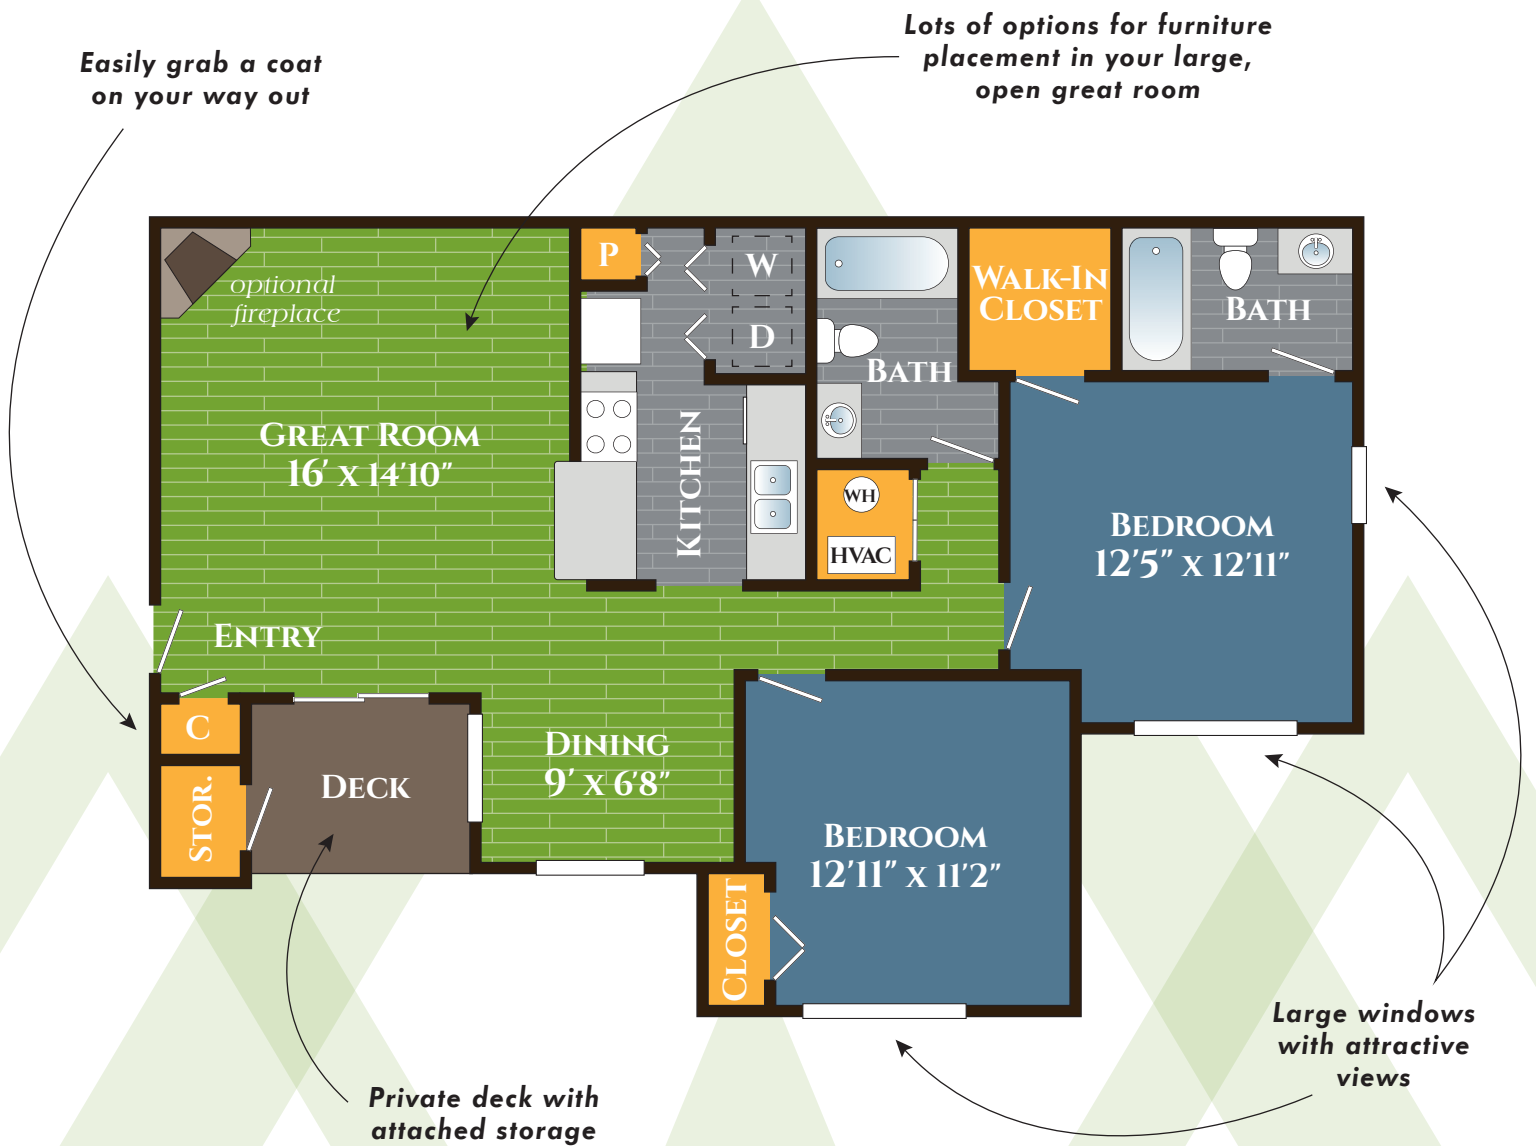 Easily grab a coat
on your way out
Lots of options for furniture
placement in your large,
open great room
optional
fireplace
P
W
D
WALK-IN
CLOSET
BATH
BATH
GREAT ROOM
16' X 14'10"
KITCHEN
WH
HVAC
BEDROOM
12'5" X 12'11"
ENTRY
C
STOR.
DECK
DINING
9' X 6'8"
BEDROOM
12'11" X 11'2"
CLOSET
Large windows
with attractive
views
Private deck with
attached storage